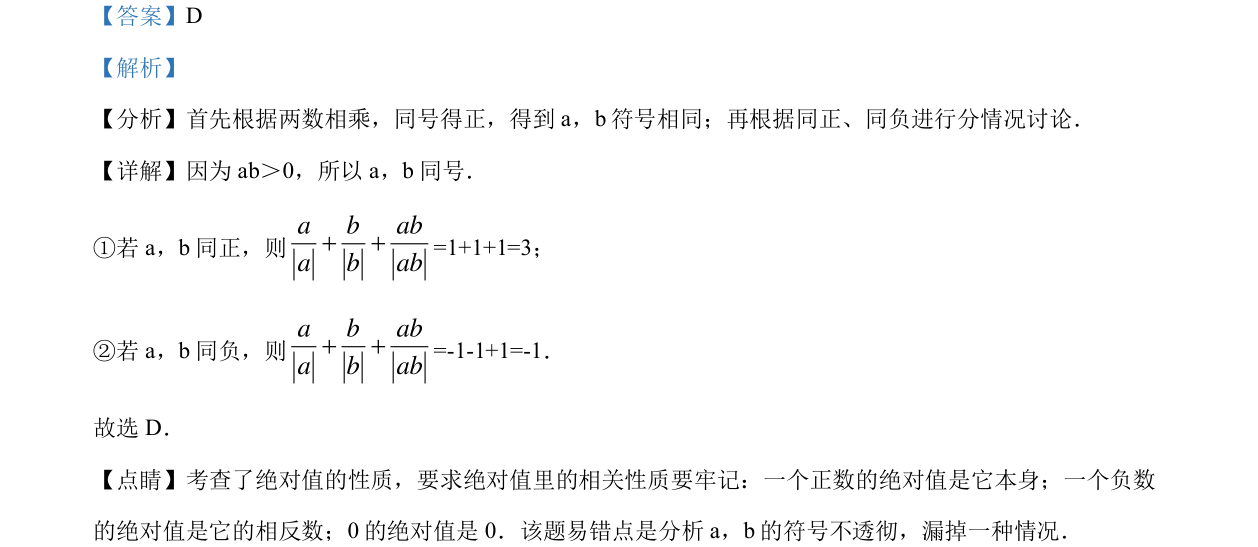 【答案】D
【解析】
【分析】首先根据两数相乘，同号得正，得到 a，b 符号相同；再根据同正、同负进行分情况讨论．
【详解】因为 ab＞0，所以 a，b 同号．
①若 a，b 同正，则 a/|a| + b/|b| + ab/|ab| =1+1+1=3；
②若 a，b 同负，则 a/|a| + b/|b| + ab/|ab| =-1-1+1=-1．
故选 D．
【点睛】考查了绝对值的性质，要求绝对值里的相关性质要牢记：一个正数的绝对值是它本身；一个负数
的绝对值是它的相反数；0 的绝对值是 0．该题易错点是分析 a，b 的符号不透彻，漏掉一种情况．